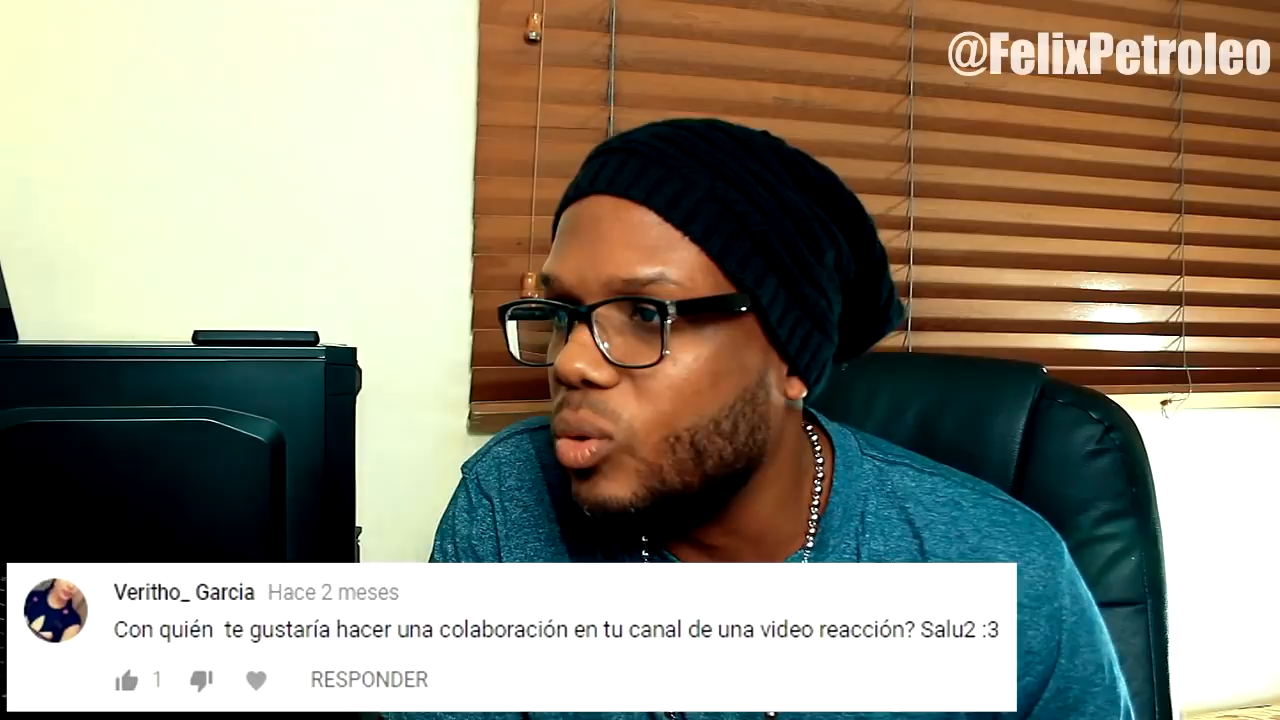 @FelixPetroleo
Veritho_ Garcia Hace 2 meses
Con quién te gustaría hacer una colaboración en tu canal de una video reacción? Salu2 :3
1 RESPONDER